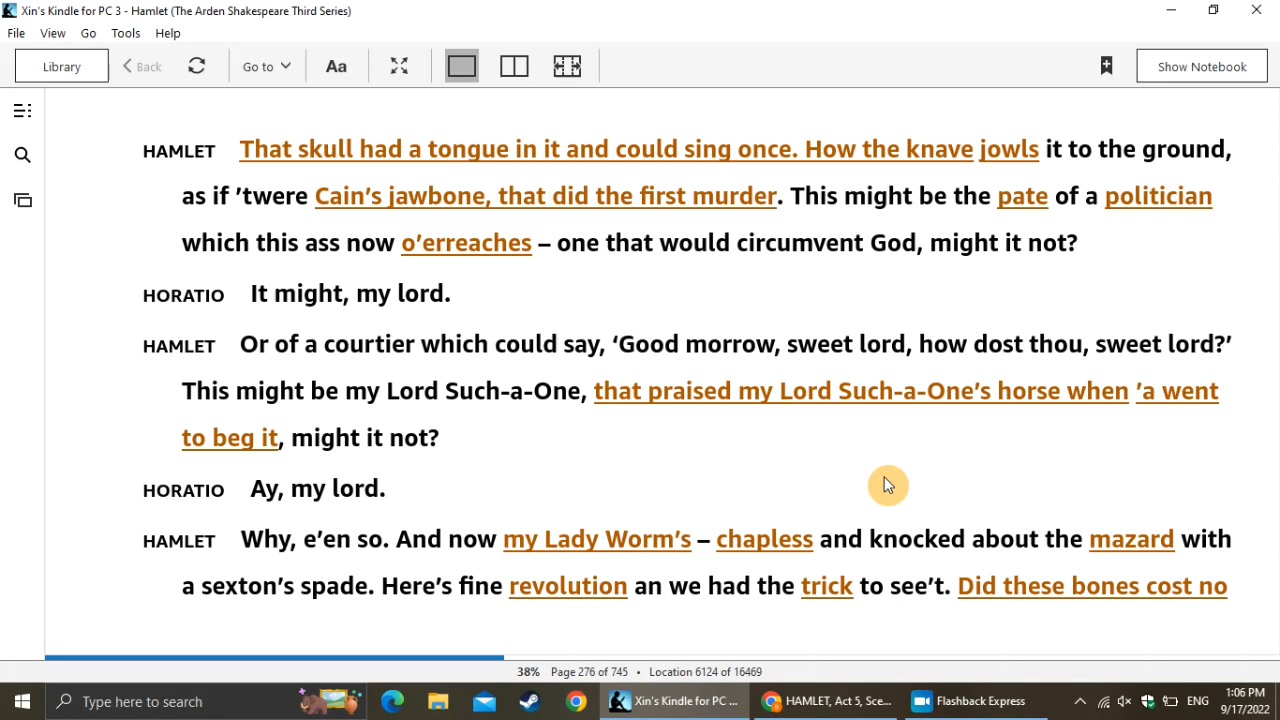 Xin's Kindle for PC 3 - Hamlet (The Arden Shakespeare Third Series)
File View Go Tools Help
Library Back Go to Aa Show Notebook
HAMLET That skull had a tongue in it and could sing once. How the knave jowls it to the ground,
as if ’twere Cain’s jawbone, that did the first murder. This might be the pate of a politician
which this ass now o’erreaches – one that would circumvent God, might it not?
HORATIO It might, my lord.
HAMLET Or of a courtier which could say, ‘Good morrow, sweet lord, how dost thou, sweet lord?’
This might be my Lord Such-a-One, that praised my Lord Such-a-One’s horse when ’a went
to beg it, might it not?
HORATIO Ay, my lord.
HAMLET Why, e’en so. And now my Lady Worm’s – chapless and knocked about the mazard with
a sexton’s spade. Here’s fine revolution an we had the trick to see’t. Did these bones cost no
38% Page 276 of 745 • Location 6124 of 16469
Type here to search Xin's Kindle for PC ... HAMLET, Act 5, Sce... Flashback Express ENG 1:06 PM
9/17/2022